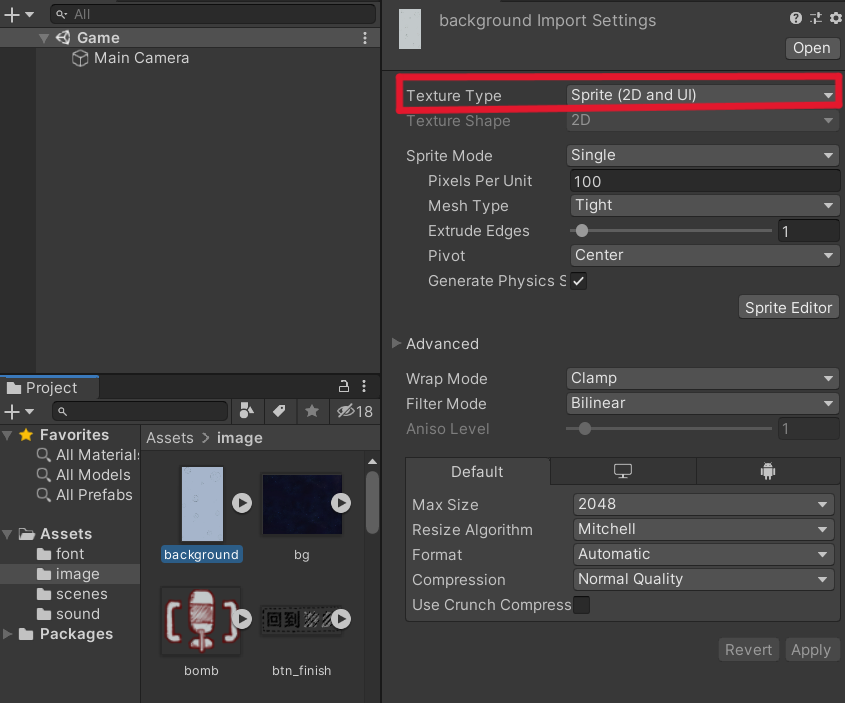 All
Game
Main Camera
Project
18
Favorites
All Materials
All Models
All Prefabs
Assets
font
image
scenes
sound
Packages
Assets > image
background
bg
回到
bomb
btn_finish
background Import Settings
Open
Texture Type Sprite (2D and UI)
Texture Shape 2D
Sprite Mode Single
Pixels Per Unit 100
Mesh Type Tight
Extrude Edges 1
Pivot Center
Generate Physics S
Sprite Editor
Advanced
Wrap Mode Clamp
Filter Mode Bilinear
Aniso Level 1
Default
Max Size 2048
Resize Algorithm Mitchell
Format Automatic
Compression Normal Quality
Use Crunch Compress
Revert Apply